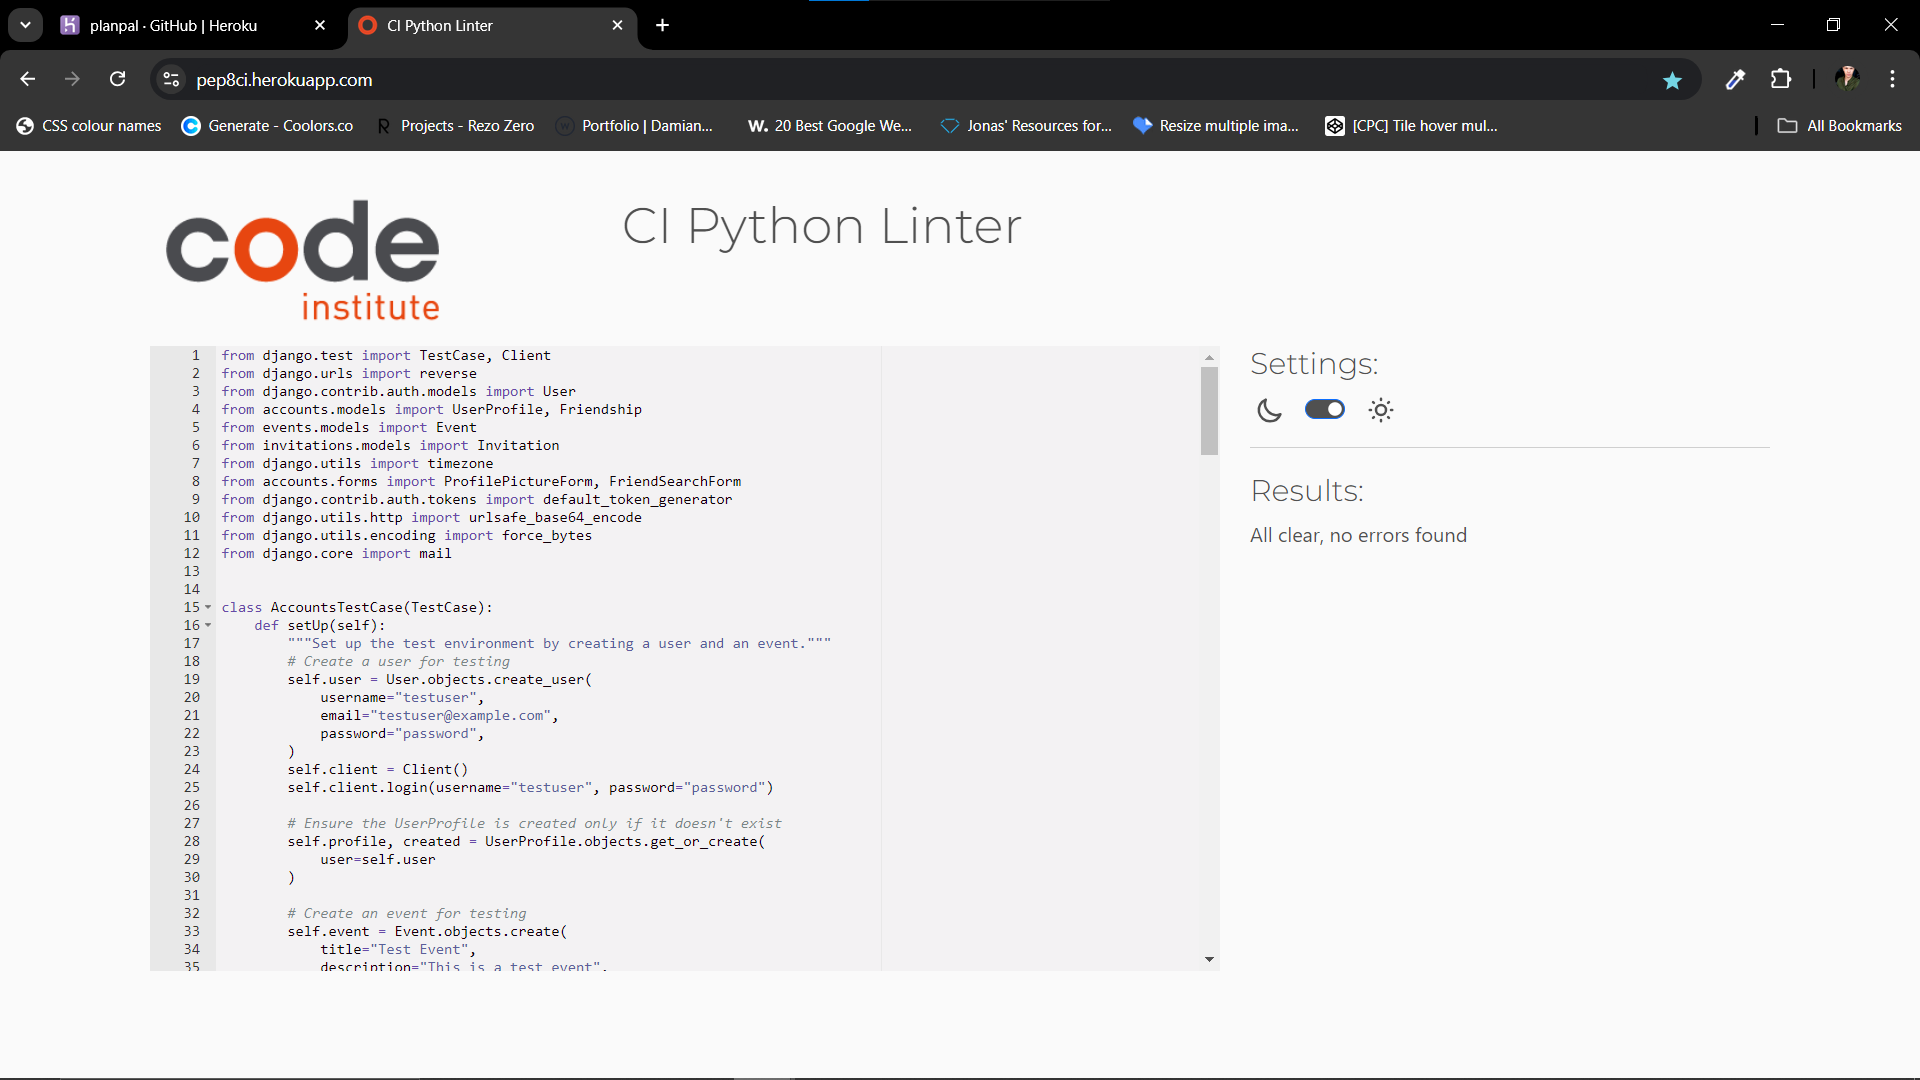 planpal · GitHub | Heroku
CI Python Linter
pep8ci.herokuapp.com
CSS colour names
Generate - Coolors.co
Projects - Rezo Zero
Portfolio | Damian...
W. 20 Best Google We...
Jonas' Resources for...
Resize multiple ima...
[CPC] Tile hover mul...
All Bookmarks
code
institute
CI Python Linter
1 from django.test import TestCase, Client
2 from django.urls import reverse
3 from django.contrib.auth.models import User
4 from accounts.models import UserProfile, Friendship
5 from events.models import Event
6 from invitations.models import Invitation
7 from django.utils import timezone
8 from accounts.forms import ProfilePictureForm, FriendSearchForm
9 from django.contrib.auth.tokens import default_token_generator
10 from django.utils.http import urlsafe_base64_encode
11 from django.utils.encoding import force_bytes
12 from django.core import mail
13
14
15 class AccountsTestCase(TestCase):
16     def setUp(self):
17         """Set up the test environment by creating a user and an event."""
18         # Create a user for testing
19         self.user = User.objects.create_user(
20             username="testuser",
21             email="testuser@example.com",
22             password="password",
23         )
24         self.client = Client()
25         self.client.login(username="testuser", password="password")
26
27         # Ensure the UserProfile is created only if it doesn't exist
28         self.profile, created = UserProfile.objects.get_or_create(
29             user=self.user
30         )
31
32         # Create an event for testing
33         self.event = Event.objects.create(
34             title="Test Event",
35             description="This is a test event",
Settings:
Results:
All clear, no errors found